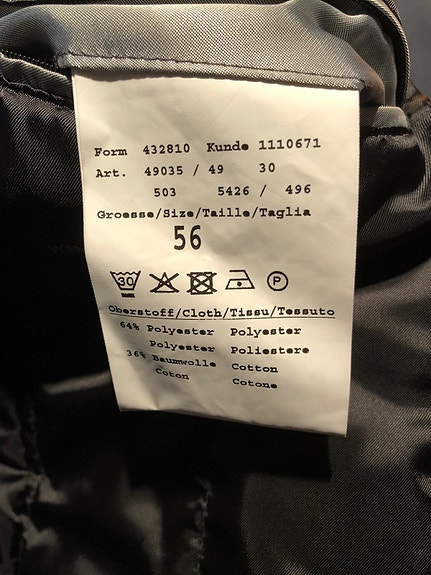 Form 432810 Kunde 1110671
Art. 49035 / 49 30
503 5426 / 496
Groesse/Size/Taille/Taglia
56
30 P
Oberstoff/Cloth/Tissu/Tessuto
64% Polyester Polyester
Polyester Poliestere
36% Baumwolle Cotton
Coton Cotone